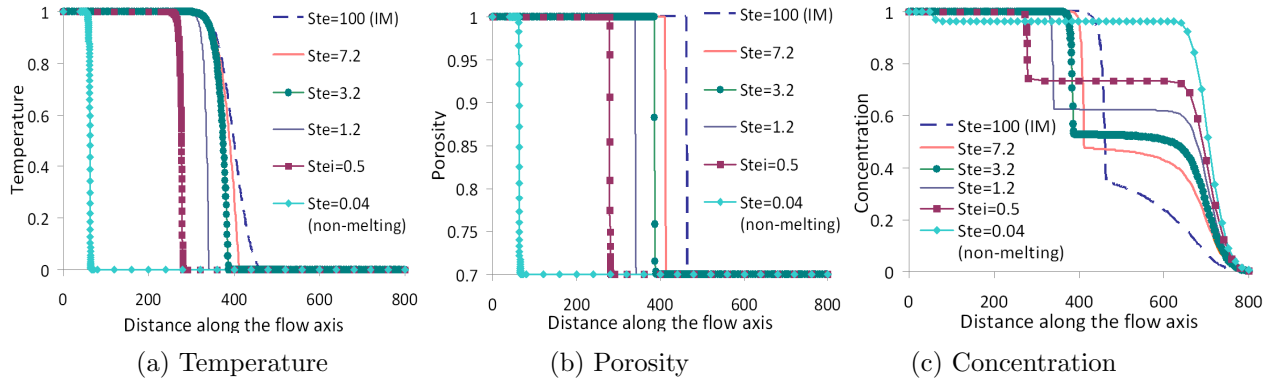 Temperature
1
0.8
0.6
0.4
0.2
0
0 200 400 600 800
Distance along the flow axis
Ste=100 (IM)
Ste=7.2
Ste=3.2
Ste=1.2
Stei=0.5
Ste=0.04
(non-melting)
(a) Temperature
Porosity
1
0.95
0.9
0.85
0.8
0.75
0.7
0 200 400 600 800
Distance along the flow axis
Ste=100 (IM)
Ste=7.2
Ste=3.2
Ste=1.2
Stei=0.5
Ste=0.04
(non-melting)
(b) Porosity
Concentration
1
0.8
0.6
0.4
0.2
0
0 200 400 600 800
Distance along the flow axis
Ste=100 (IM)
Ste=7.2
Ste=3.2
Ste=1.2
Stei=0.5
Ste=0.04
(non-melting)
(c) Concentration